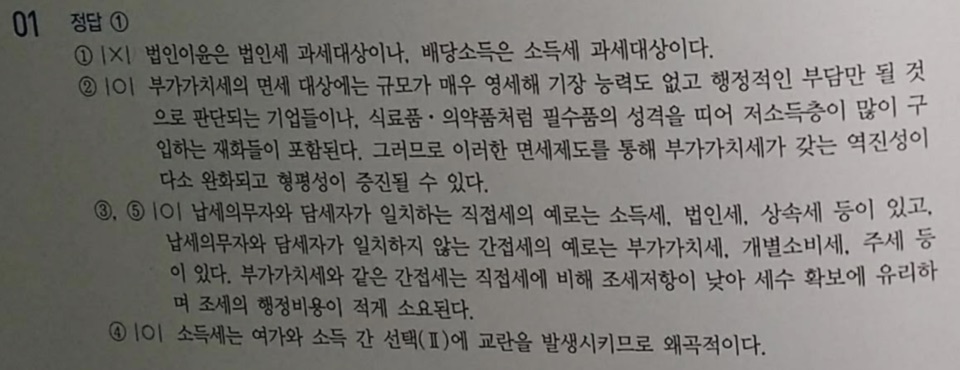 01 정답 ①
① |X| 법인이윤은 법인세 과세대상이나, 배당소득은 소득세 과세대상이다.
② |O| 부가가치세의 면세 대상에는 규모가 매우 영세해 기장 능력도 없고 행정적인 부담만 될 것
으로 판단되는 기업들이나, 식료품·의약품처럼 필수품의 성격을 띠어 저소득층이 많이 구
입하는 재화들이 포함된다. 그러므로 이러한 면세제도를 통해 부가가치세가 갖는 역진성이
다소 완화되고 형평성이 증진될 수 있다.
③, ⑤ |O| 납세의무자와 담세자가 일치하는 직접세의 예로는 소득세, 법인세, 상속세 등이 있고,
납세의무자와 담세자가 일치하지 않는 간접세의 예로는 부가가치세, 개별소비세, 주세 등
이 있다. 부가가치세와 같은 간접세는 직접세에 비해 조세저항이 낮아 세수 확보에 유리하
며 조세의 행정비용이 적게 소요된다.
④ |O| 소득세는 여가와 소득 간 선택(Ⅱ)에 교란을 발생시키므로 왜곡적이다.